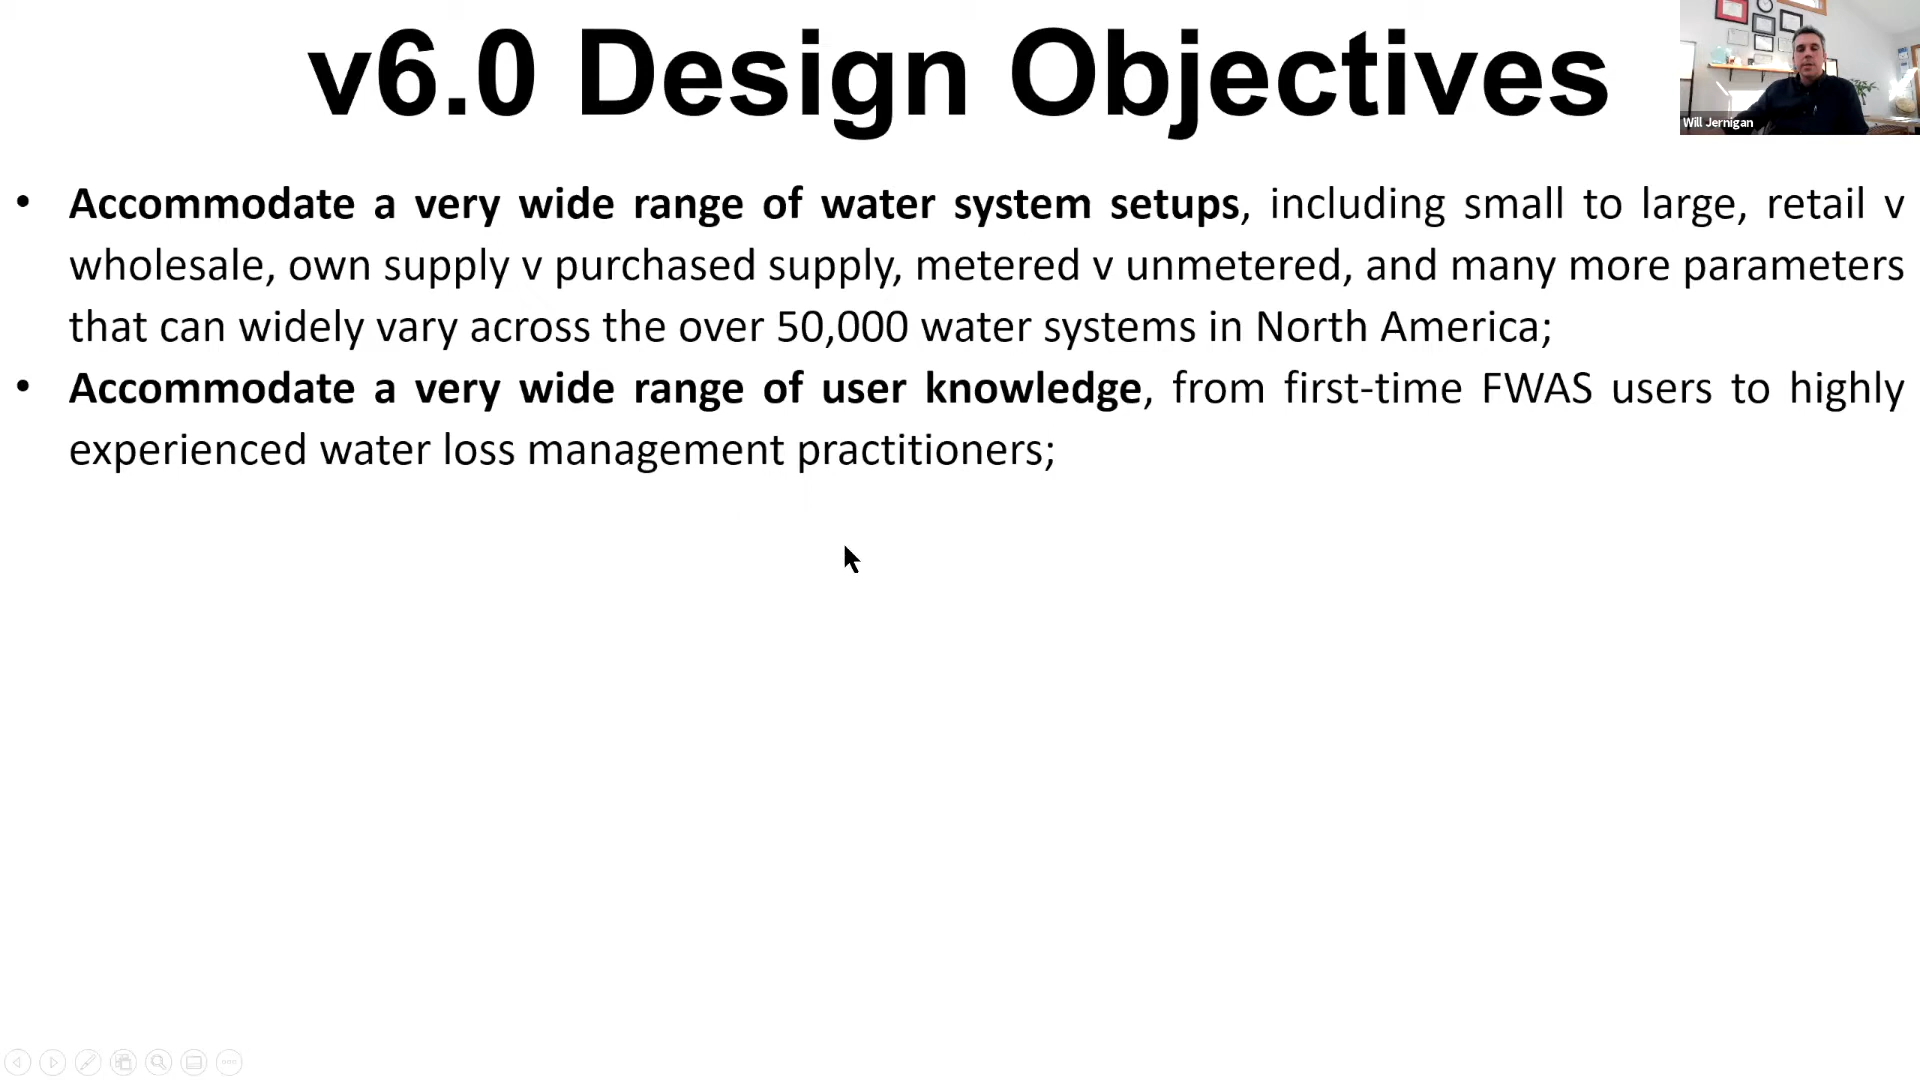 v6.0 Design Objectives
Will Jernigan
• Accommodate a very wide range of water system setups, including small to large, retail v
wholesale, own supply v purchased supply, metered v unmetered, and many more parameters
that can widely vary across the over 50,000 water systems in North America;
• Accommodate a very wide range of user knowledge, from first-time FWAS users to highly
experienced water loss management practitioners;